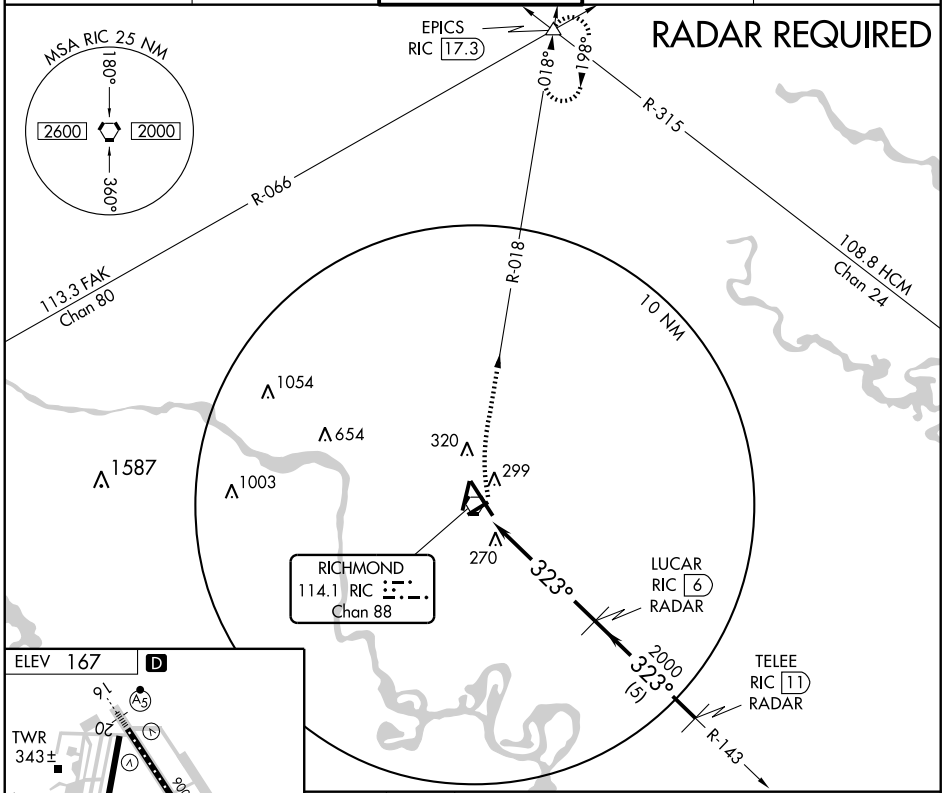 RADAR REQUIRED
EPICS
RIC 17.3
MSA RIC 25 NM
180°
2600
2000
360°
018°
198°
R-315
R-066
R-018
113.3 FAK
Chan 80
108.8 HCM
Chan 24
10 NM
1054
654
320
299
1587
1003
270
RICHMOND
114.1 RIC
Chan 88
323°
LUCAR
RIC 6
RADAR
2000
323°
(5)
TELEE
RIC 11
RADAR
R-143
ELEV 167
D
16
A5
20
V
V
TWR
343±